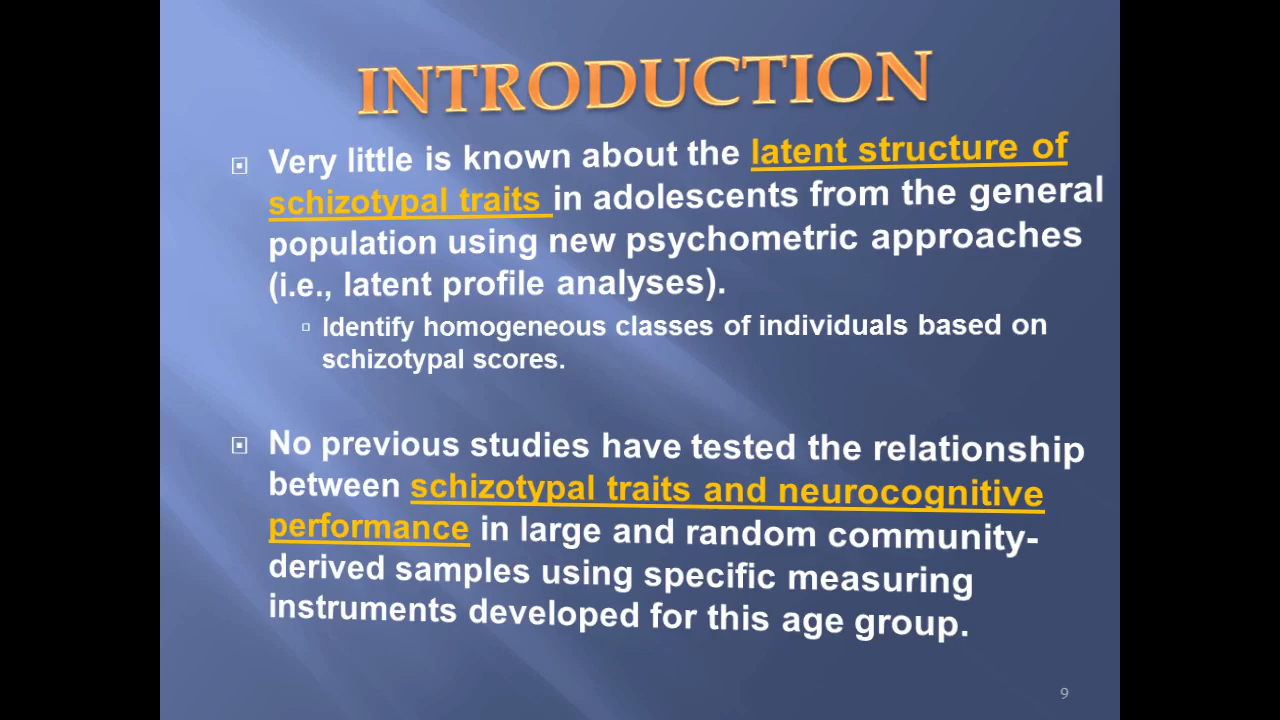 INTRODUCTION
Very little is known about the latent structure of
schizotypal traits in adolescents from the general
population using new psychometric approaches
(i.e., latent profile analyses).
Identify homogeneous classes of individuals based on
schizotypal scores.
No previous studies have tested the relationship
between schizotypal traits and neurocognitive
performance in large and random community-
derived samples using specific measuring
instruments developed for this age group.
9